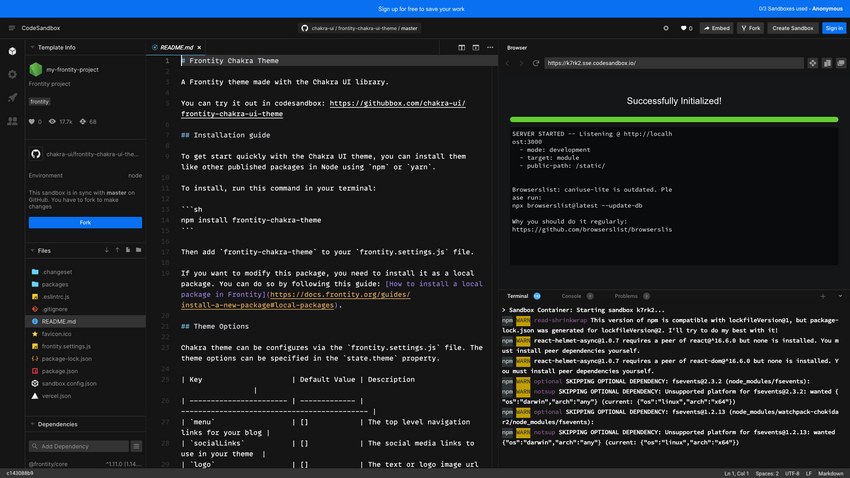 Sign up for free to save your work
0/3 Sandboxes used - Anonymous
CodeSandbox
chakra-ui / frontity-chakra-ui-theme / master
0
Embed
Fork
Create Sandbox
Sign in
Template Info
my-frontity-project
Frontity project
frontity
0 17.7k 68
chakra-ui/frontity-chakra-ui-the...
Environment node
This sandbox is in sync with master on
GitHub. You have to fork to make
changes
Fork
Files
.changeset
packages
.eslintrc.js
.gitignore
README.md
favicon.ico
frontity.settings.js
package-lock.json
package.json
sandbox.config.json
vercel.json
Dependencies
Add Dependency
@frontity/core ^1.11.0 (1.14...
c143088b9
README.md
1 # Frontity Chakra Theme
2
3 A Frontity theme made with the Chakra UI library.
4
5 You can try it out in codesandbox: https://githubbox.com/chakra-ui/
frontity-chakra-ui-theme
6
7 ## Installation guide
8
9 To get start quickly with the Chakra UI theme, you can install them
like other published packages in Node using `npm` or `yarn`.
10
11 To install, run this command in your terminal:
12
13 ```sh
14 npm install frontity-chakra-theme
15 ```
16
17 Then add `frontity-chakra-theme` to your `frontity.settings.js` file.
18
19 If you want to modify this package, you need to install it as a local
package. You can do so by following this guide: [How to install a local
package in Frontity](https://docs.frontity.org/guides/
install-a-new-package#local-packages).
20
21 ## Theme Options
22
23 Chakra theme can be configures via the `frontity.settings.js` file. The
theme options can be specified in the `state.theme` property.
24
25 | Key | Default Value | Description
|
26 | ----------------------- | ------------- |
-------------------------------------------- |
27 | `menu` | [] | The top level navigation
links for your blog |
28 | `socialLinks` | [] | The social media links to
use in your theme |
29 | `logo` | [] | The text or logo image url
Browser
https://k7rk2.sse.codesandbox.io/
Successfully Initialized!
SERVER STARTED -- Listening @ http://localh
ost:3000
- mode: development
- target: module
- public-path: /static/
Browserslist: caniuse-lite is outdated. Ple
ase run:
npx browserslist@latest --update-db
Why you should do it regularly:
https://github.com/browserslist/browserslis
Terminal
Console 0
Problems 0
> Sandbox Container: Starting sandbox k7rk2...
npm WARN read-shrinkwrap This version of npm is compatible with lockfileVersion@1, but package-
lock.json was generated for lockfileVersion@2. I'll try to do my best with it!
npm WARN react-helmet-async@1.0.7 requires a peer of react@^16.6.0 but none is installed. You m
ust install peer dependencies yourself.
npm WARN react-helmet-async@1.0.7 requires a peer of react-dom@^16.6.0 but none is installed. Y
ou must install peer dependencies yourself.
npm WARN optional SKIPPING OPTIONAL DEPENDENCY: fsevents@2.3.2 (node_modules/fsevents):
npm WARN notsup SKIPPING OPTIONAL DEPENDENCY: Unsupported platform for fsevents@2.3.2: wanted {
"os":"darwin","arch":"any"} (current: {"os":"linux","arch":"x64"})
npm WARN optional SKIPPING OPTIONAL DEPENDENCY: fsevents@1.2.13 (node_modules/watchpack-chokida
r2/node_modules/fsevents):
npm WARN notsup SKIPPING OPTIONAL DEPENDENCY: Unsupported platform for fsevents@1.2.13: wanted
{"os":"darwin","arch":"any"} (current: {"os":"linux","arch":"x64"})
Ln 1, Col 1 Spaces: 2 UTF-8 LF Markdown